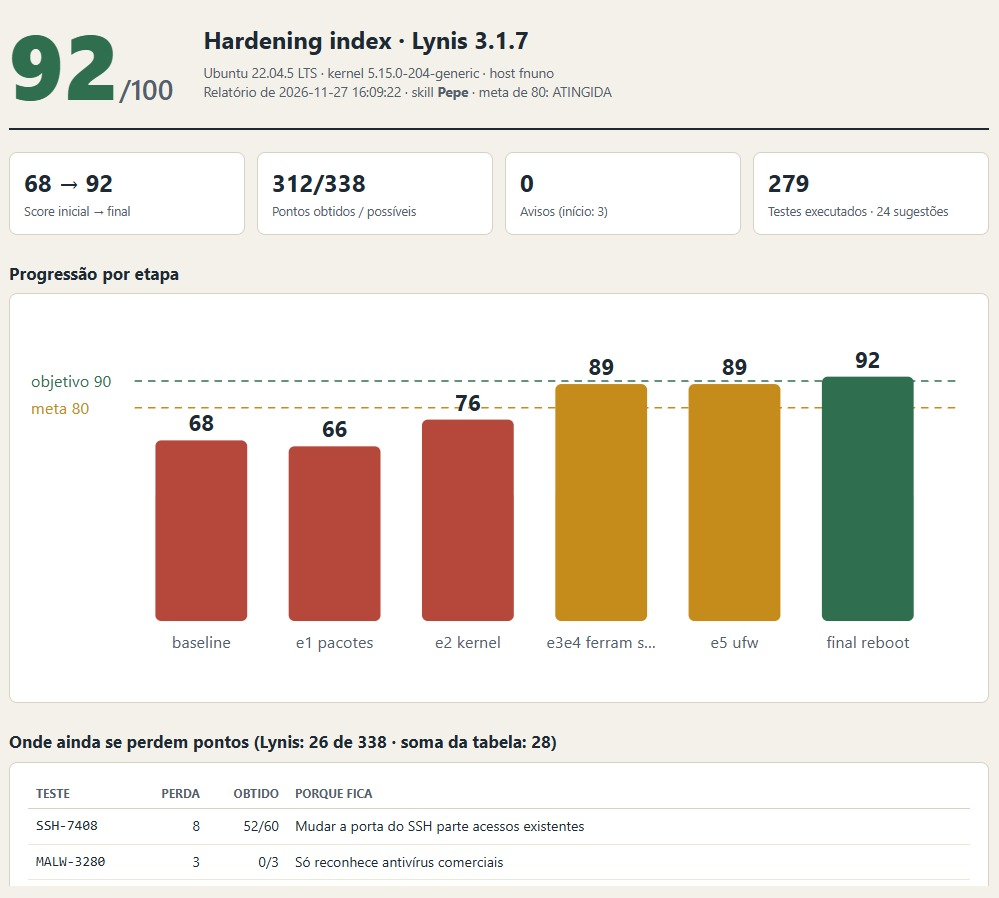 92/100
Hardening index · Lynis 3.1.7
Ubuntu 22.04.5 LTS · kernel 5.15.0-204-generic · host fnuno
Relatório de 2026-11-27 16:09:22 · skill Pepe · meta de 80: ATINGIDA
68 → 92
Score inicial → final
312/338
Pontos obtidos / possíveis
0
Avisos (início: 3)
279
Testes executados · 24 sugestões
Progressão por etapa
objetivo 90
meta 80
68
66
76
89
89
92
baseline
e1 pacotes
e2 kernel
e3e4 ferram s...
e5 ufw
final reboot
Onde ainda se perdem pontos (Lynis: 26 de 338 · soma da tabela: 28)
TESTE PERDA OBTIDO PORQUE FICA
SSH-7408 8 52/60 Mudar a porta do SSH parte acessos existentes
MALW-3280 3 0/3 Só reconhece antivírus comerciais